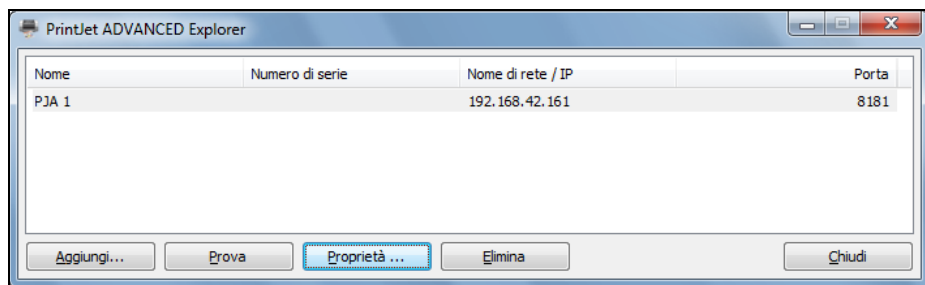 PrintJet ADVANCED Explorer
Nome Numero di serie Nome di rete / IP Porta
PJA 1 192.168.42.161 8181
Aggiungi... Prova Proprietà ... Elimina Chiudi